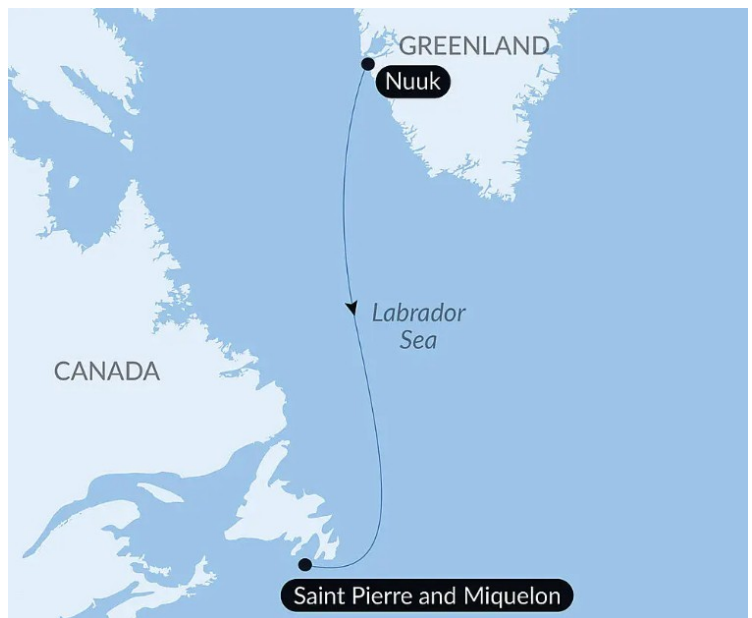 GREENLAND
Nuuk
Labrador
Sea
CANADA
Saint Pierre and Miquelon